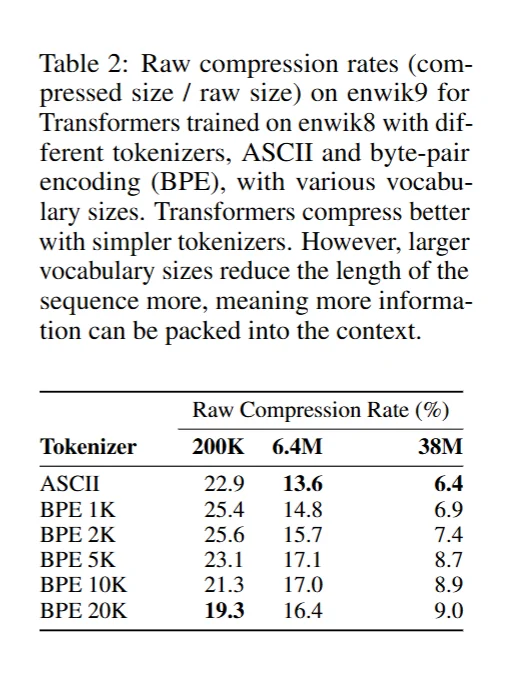 Table 2: Raw compression rates (com-
pressed size / raw size) on enwik9 for
Transformers trained on enwik8 with dif-
ferent tokenizers, ASCII and byte-pair
encoding (BPE), with various vocabu-
lary sizes. Transformers compress better
with simpler tokenizers. However, larger
vocabulary sizes reduce the length of the
sequence more, meaning more informa-
tion can be packed into the context.
Raw Compression Rate (%)
Tokenizer 200K 6.4M 38M
ASCII 22.9 13.6 6.4
BPE 1K 25.4 14.8 6.9
BPE 2K 25.6 15.7 7.4
BPE 5K 23.1 17.1 8.7
BPE 10K 21.3 17.0 8.9
BPE 20K 19.3 16.4 9.0